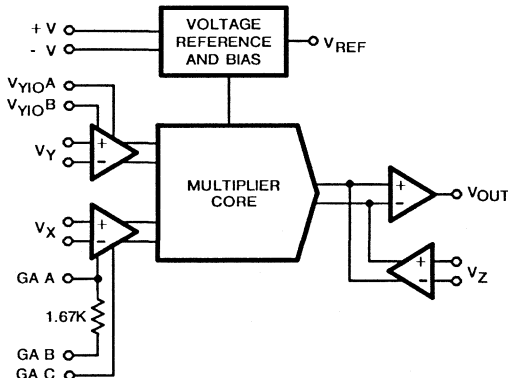 + V
- V
VOLTAGE
REFERENCE
AND BIAS
VREF
VYIOA
VYIOB
VY
+
-
MULTIPLIER
CORE
+
-
VOUT
VX
+
-
+
-
VZ
GA A
1.67K
GA B
GA C